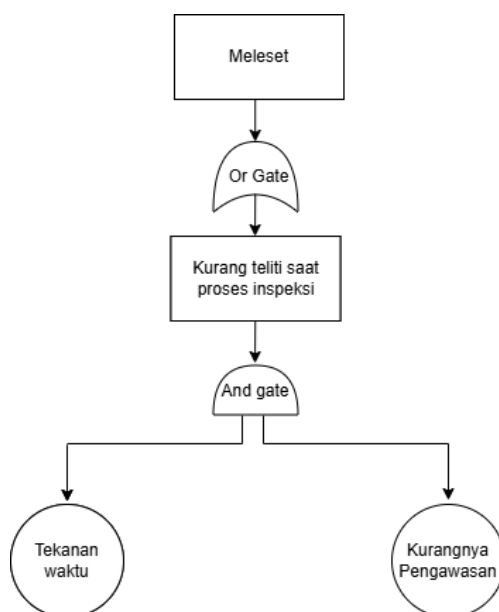 Meleset
Or Gate
Kurang teliti saat
proses inspeksi
And gate
Tekanan
waktu
Kurangnya
Pengawasan